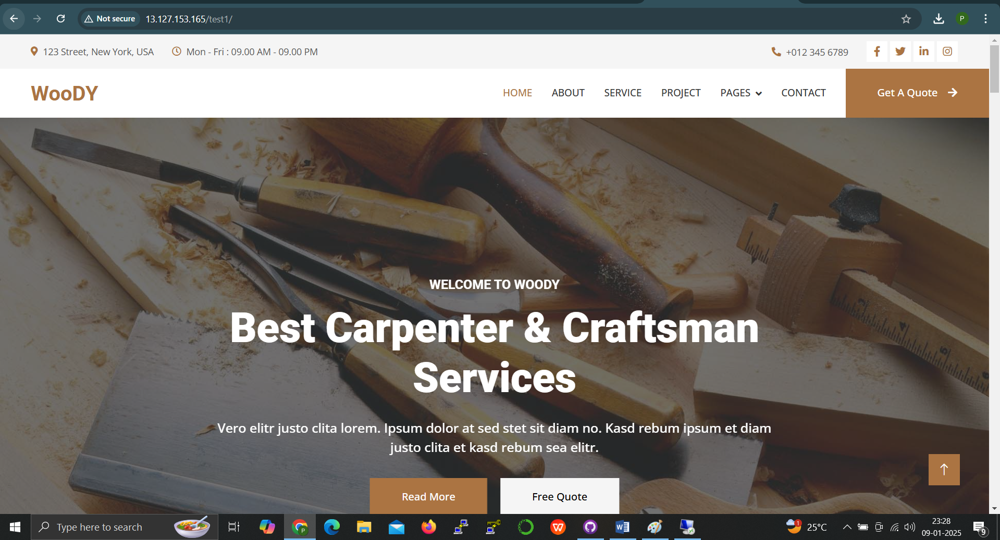 Not secure 13.127.153.165/test1/
P
123 Street, New York, USA Mon - Fri : 09.00 AM - 09.00 PM +012 345 6789
WooDY HOME ABOUT SERVICE PROJECT PAGES CONTACT Get A Quote
WELCOME TO WOODY
Best Carpenter & Craftsman
Services
Vero elitr justo clita lorem. Ipsum dolor at sed stet sit diam no. Kasd rebum ipsum et diam
justo clita et kasd rebum sea elitr.
Read More Free Quote
Type here to search 1 25°C 23:28
09-01-2025 9